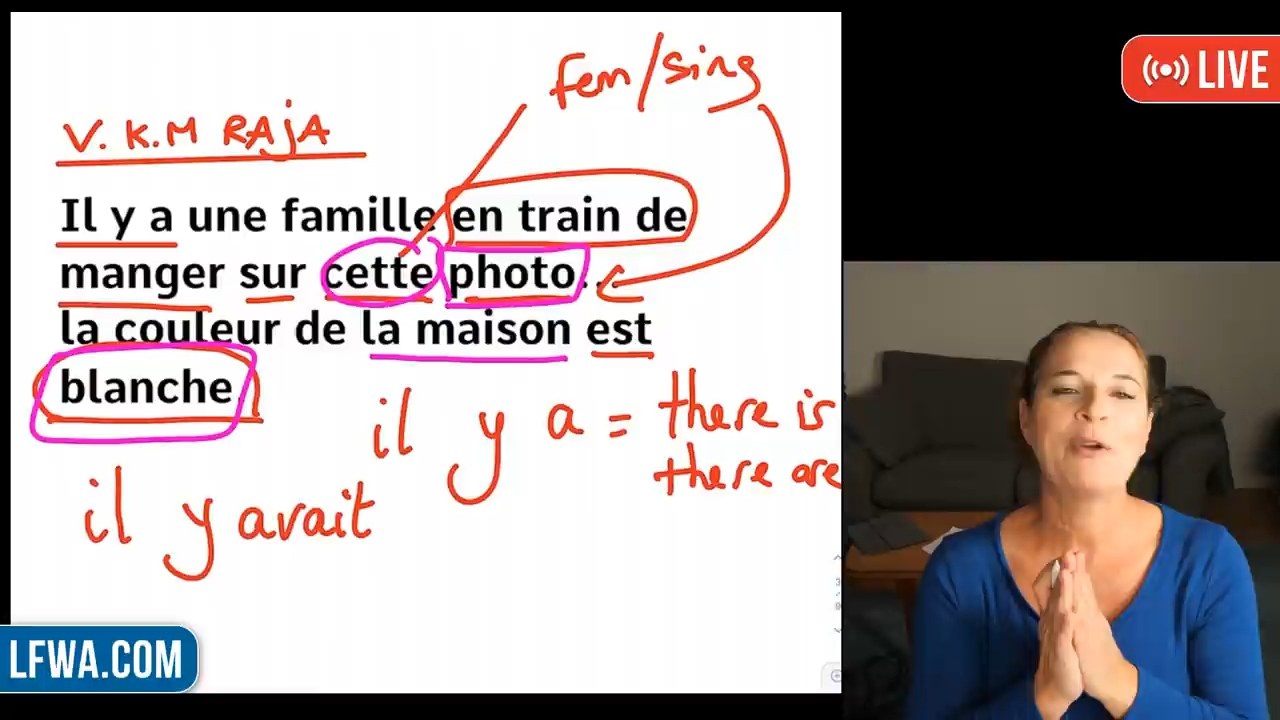 fem/sing
LIVE
V. K.M RAJA
Il y a une famille en train de
manger sur cette photo..
la couleur de la maison est
blanche
il y a = there is
there are
il y avait
LFWA.COM